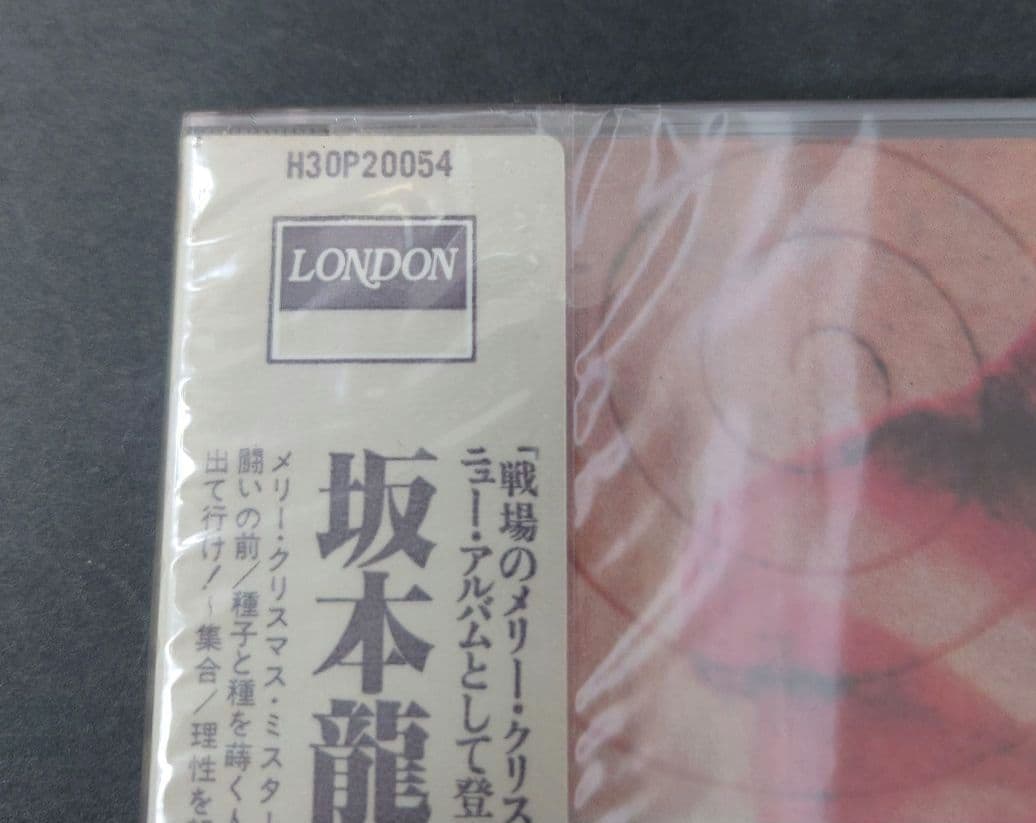 H30P20054
LONDON
「戦場のメリー・クリス
ニュー・アルバムとして登
坂本龍
メリー・クリスマス・ミスター
闘いの前/種子と種を蒔く人
出て行け!〜集合/理性を